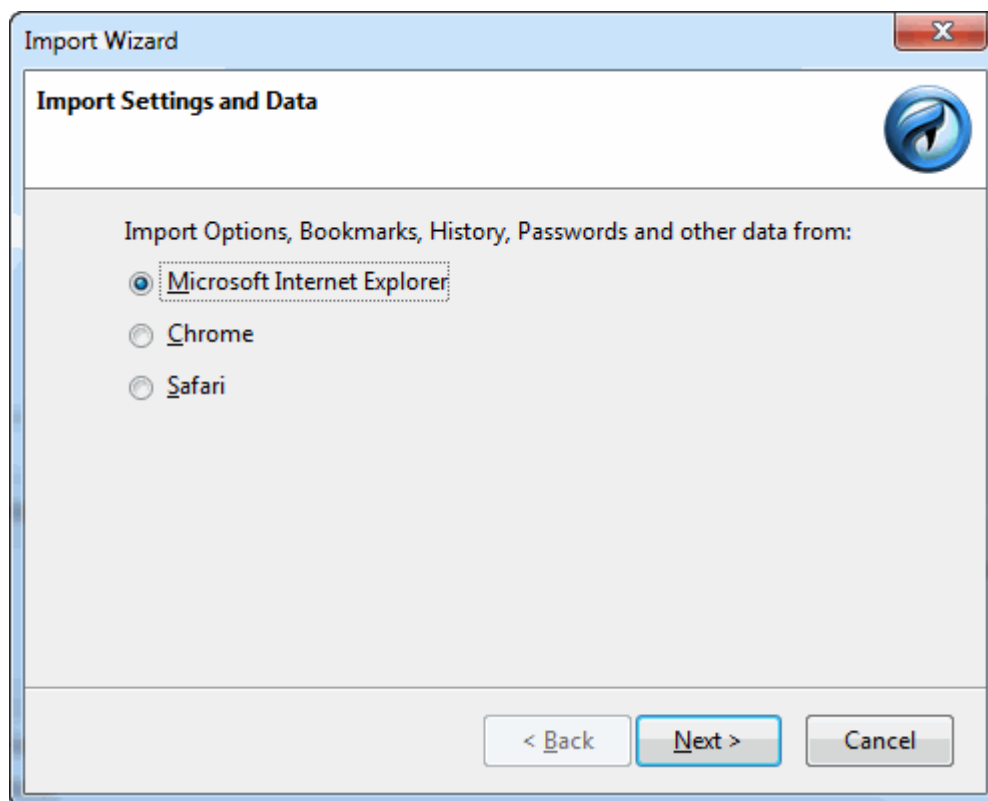 Import Wizard
Import Settings and Data
Import Options, Bookmarks, History, Passwords and other data from:
Microsoft Internet Explorer
Chrome
Safari
< Back Next > Cancel